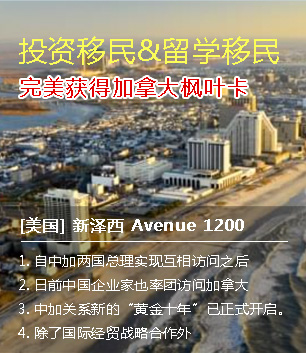 投资移民&留学移民
完美获得加拿大枫叶卡
[美国] 新泽西 Avenue 1200
1. 自中加两国总理实现互相访问之后
2. 日前中国企业家也率团访问加拿大
3. 中加关系新的“黄金十年”已正式开启。
4. 除了国际经贸战略合作外